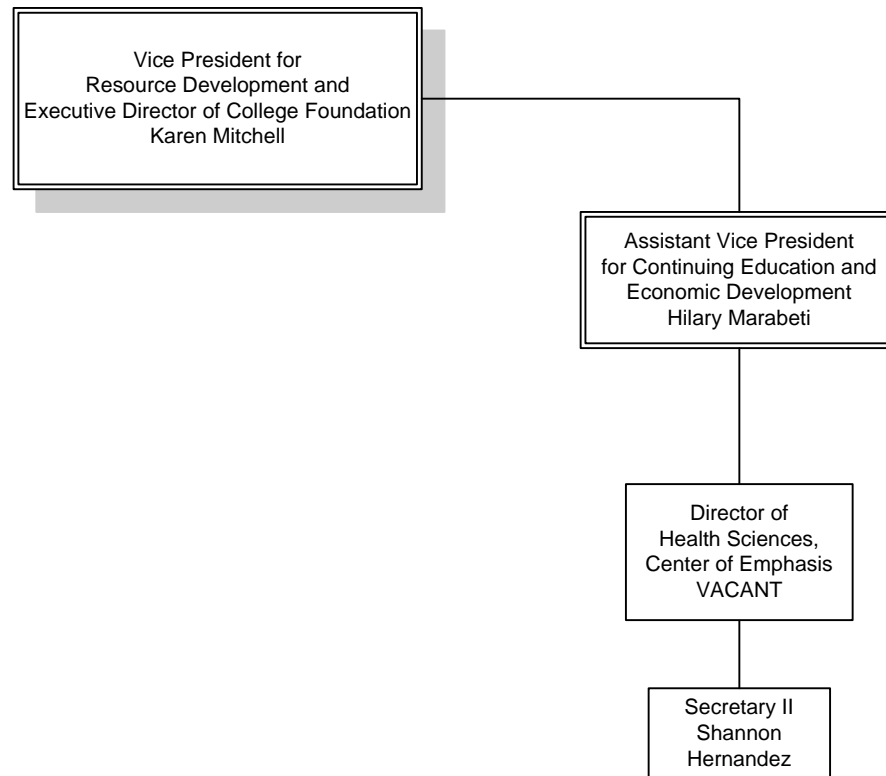 Vice President for
Resource Development and
Executive Director of College Foundation
Karen Mitchell
Assistant Vice President
for Continuing Education and
Economic Development
Hilary Marabeti
Director of
Health Sciences,
Center of Emphasis
VACANT
Secretary II
Shannon
Hernandez